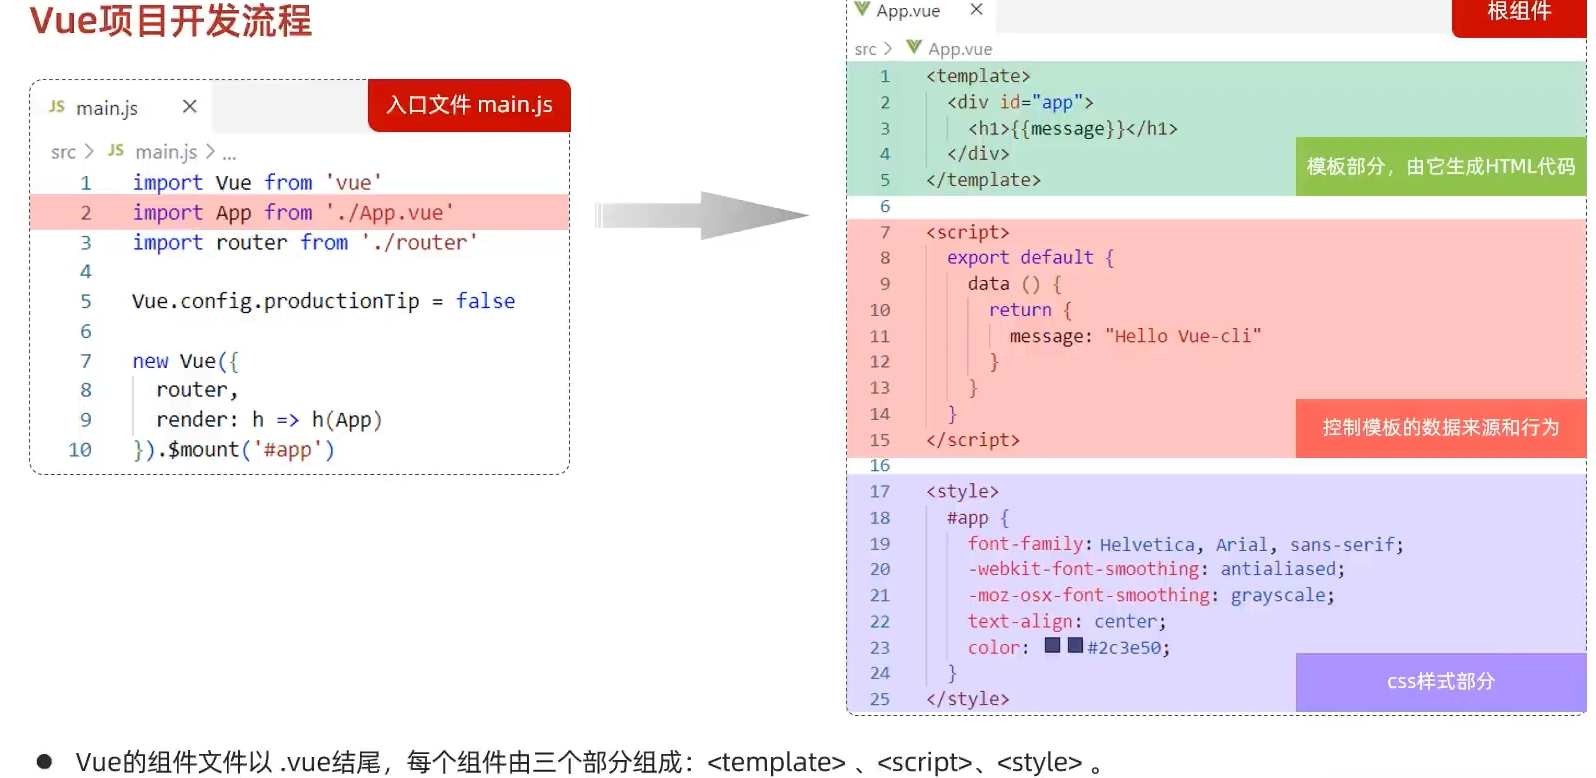 Vue项目开发流程
JS main.js ×
入口文件 main.js
src > JS main.js > ...
1 import Vue from 'vue'
2 import App from './App.vue'
3 import router from './router'
4
5 Vue.config.productionTip = false
6
7 new Vue({
8 router,
9 render: h => h(App)
10 }).$mount('#app')
App.vue ×
根组件
src > App.vue
1 <template>
2 <div id="app">
3 <h1>{{message}}</h1>
4 </div>
5 </template>
模板部分，由它生成HTML代码
6
7 <script>
8 export default {
9 data () {
10 return {
11 message: "Hello Vue-cli"
12 }
13 }
14 }
15 </script>
控制模板的数据来源和行为
16
17 <style>
18 #app {
19 font-family: Helvetica, Arial, sans-serif;
20 -webkit-font-smoothing: antialiased;
21 -moz-osx-font-smoothing: grayscale;
22 text-align: center;
23 color: #2c3e50;
24 }
25 </style>
css样式部分
● Vue的组件文件以 .vue结尾，每个组件由三个部分组成：<template> 、<script>、<style> 。